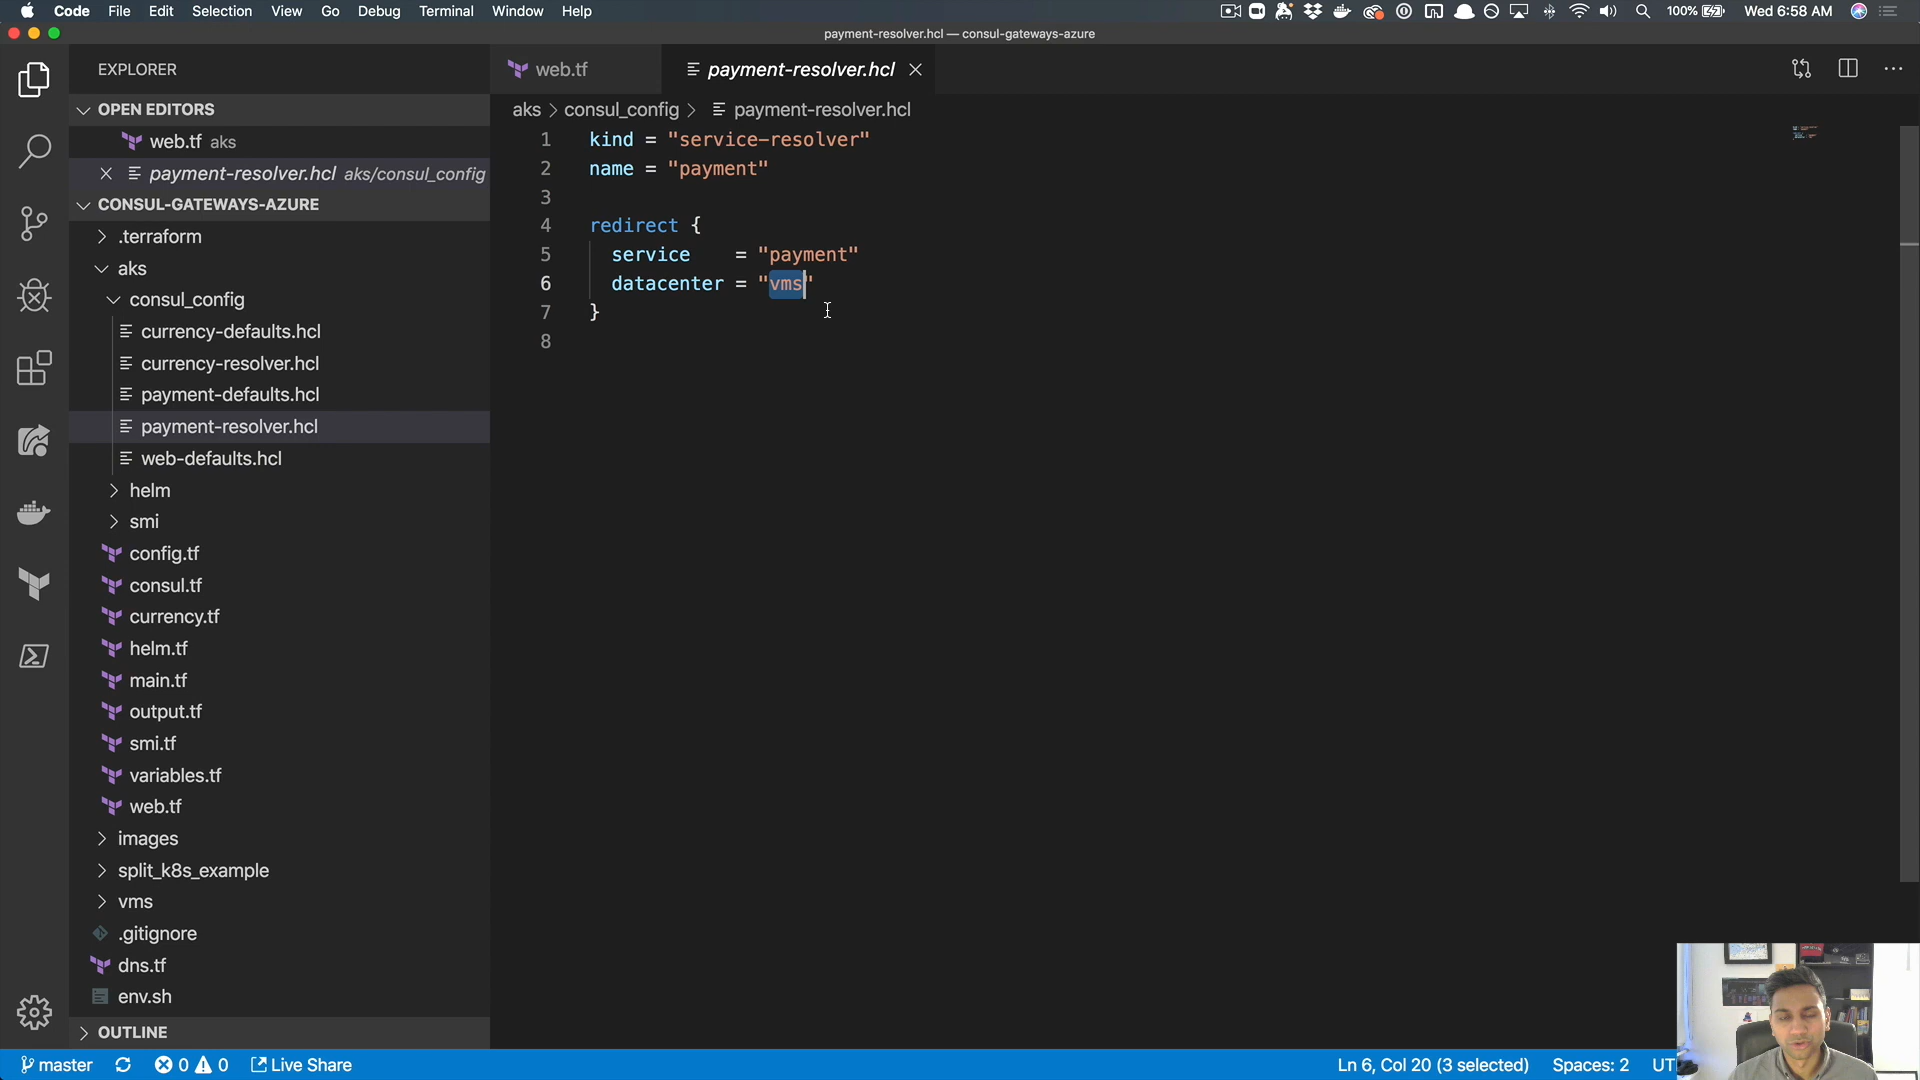 Code File Edit Selection View Go Debug Terminal Window Help 100% Wed 6:58 AM
payment-resolver.hcl — consul-gateways-azure
EXPLORER
OPEN EDITORS
web.tf aks
payment-resolver.hcl aks/consul_config
CONSUL-GATEWAYS-AZURE
.terraform
aks
consul_config
currency-defaults.hcl
currency-resolver.hcl
payment-defaults.hcl
payment-resolver.hcl
web-defaults.hcl
helm
smi
config.tf
consul.tf
currency.tf
helm.tf
main.tf
output.tf
smi.tf
variables.tf
web.tf
images
split_k8s_example
vms
.gitignore
dns.tf
env.sh
OUTLINE
web.tf payment-resolver.hcl
aks > consul_config > payment-resolver.hcl
1 kind = "service-resolver"
2 name = "payment"
3
4 redirect {
5 service = "payment"
6 datacenter = "vms"
7 }
8
master 0 0 Live Share Ln 6, Col 20 (3 selected) Spaces: 2 UT